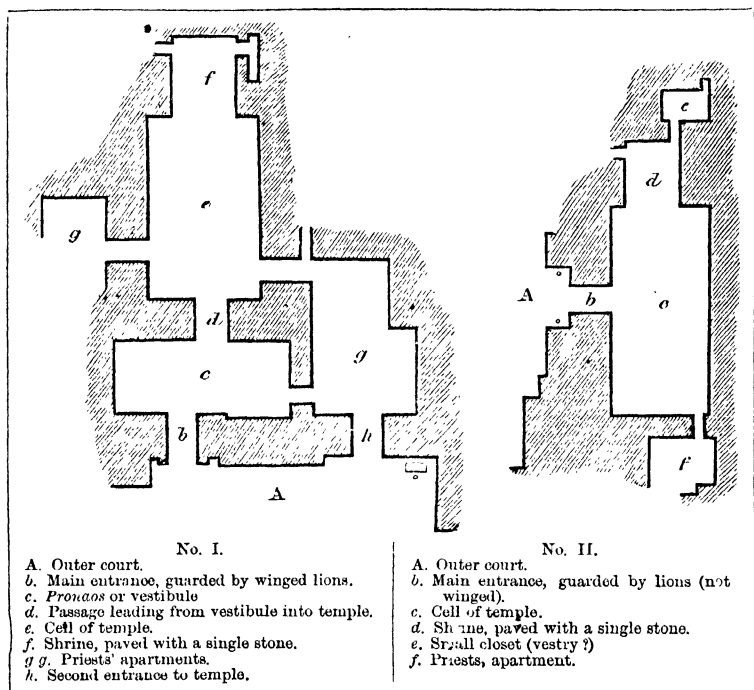 f
e
g
d
g
c
b
h
A
e
d
A
b
c
f
No. I.
A. Outer court.
b. Main entrance, guarded by winged lions.
c. Pronaos or vestibule
d. Passage leading from vestibule into temple.
e. Cell of temple.
f. Shrine, paved with a single stone.
g g. Priests' apartments.
h. Second entrance to temple.
No. II.
A. Outer court.
b. Main entrance, guarded by lions (not
winged).
c. Cell of temple.
d. Shrine, paved with a single stone.
e. Small closet (vestry ?)
f. Priests, apartment.